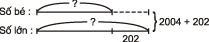 ?
Số bé :
?
2004 + 202
Số lớn :
202